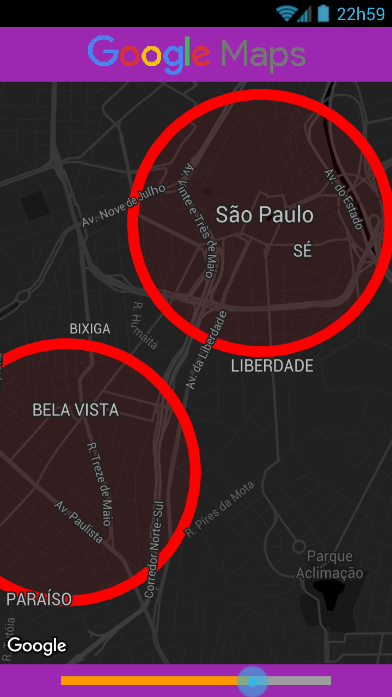 22h59
Google Maps
Av. Nove de Julho
Av. Vinte e Três de Maio
Av. do Estado
São Paulo
SÉ
R. Humaitá
BIXIGA
Av. da Liberdade
LIBERDADE
BELA VISTA
R. Treze de Maio
Av. Paulista
Corredor Norte-Sul
R. Pires da Mota
Parque
Aclimação
PARAÍSO
Google